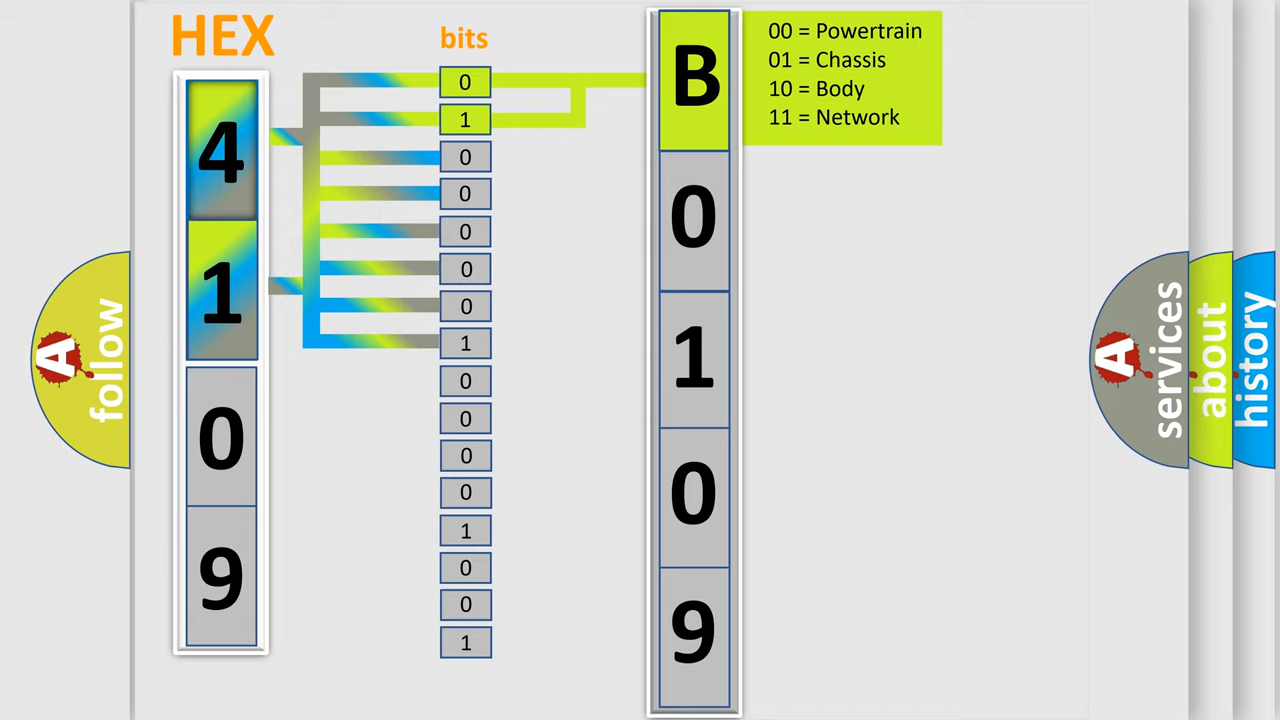 HEX
bits
4
1
0
9
0
1
0
0
0
0
0
1
0
0
0
0
1
0
0
1
B
0
1
0
9
00 = Powertrain
01 = Chassis
10 = Body
11 = Network
A
follow
A
services
about
history